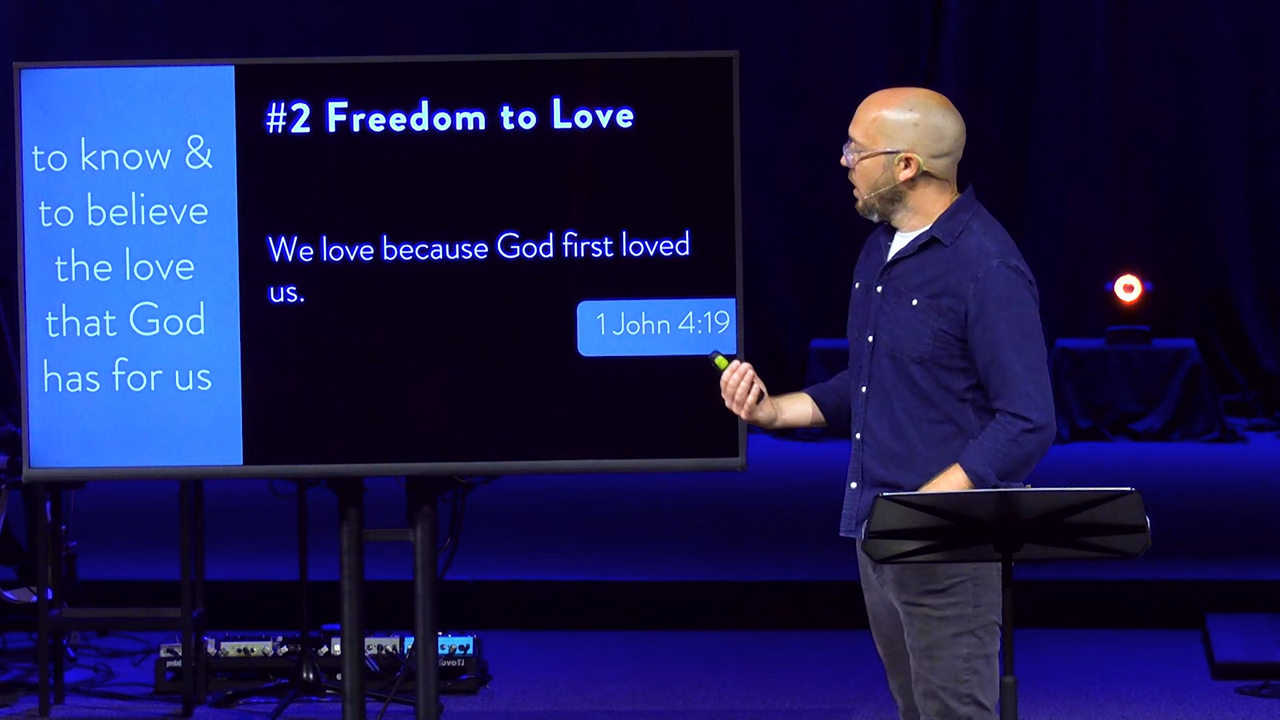 to know &
to believe
the love
that God
has for us
#2 Freedom to Love
We love because God first loved
us.
1 John 4:19